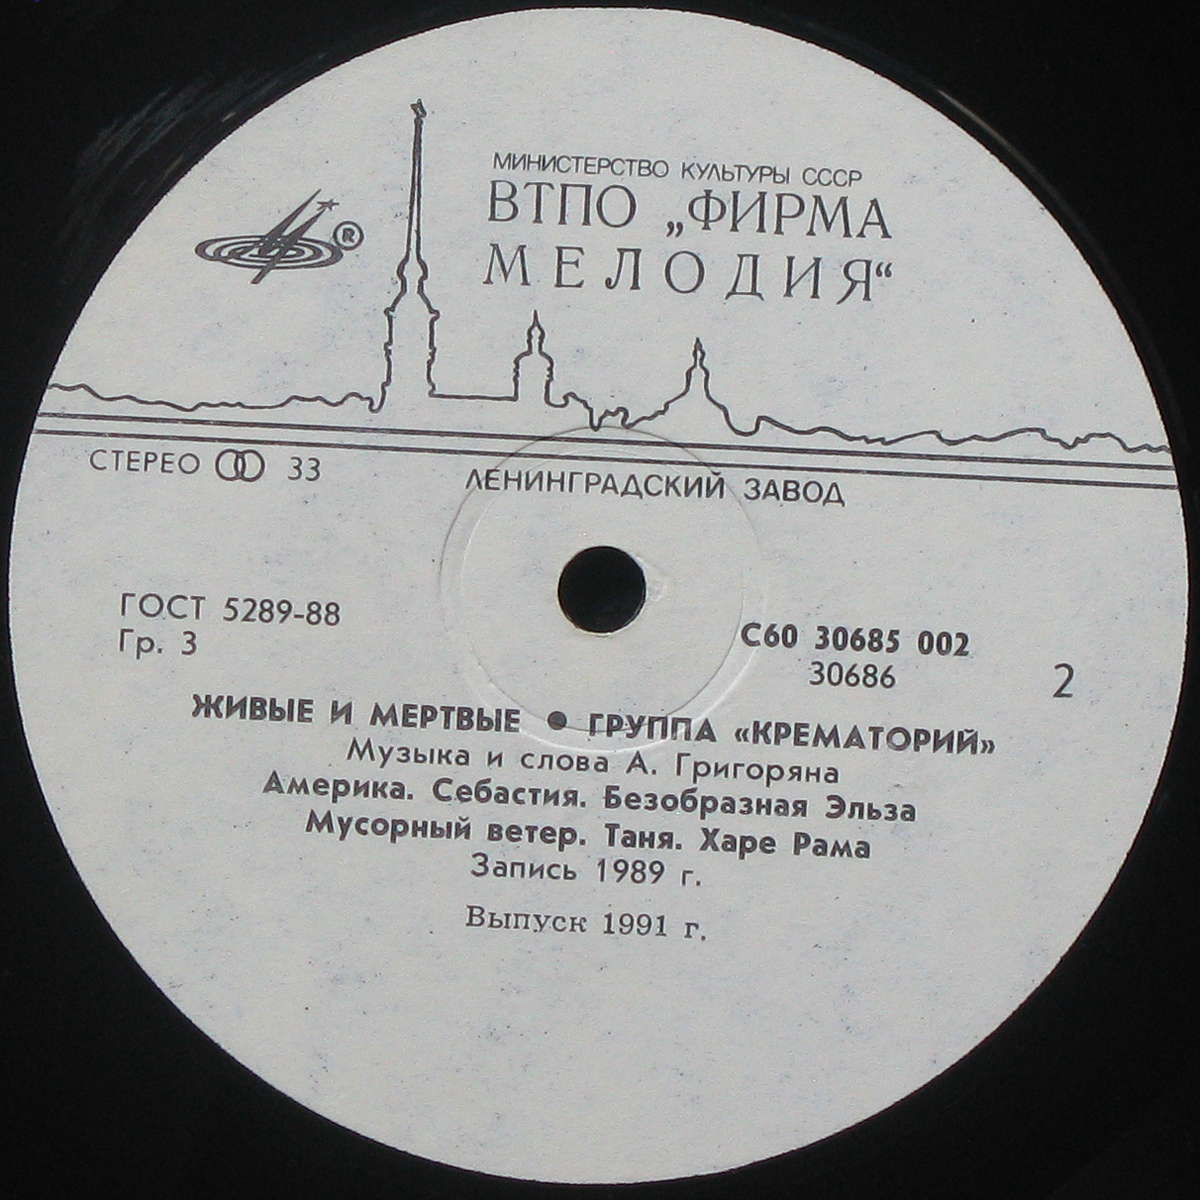 МИНИСТЕРСТВО КУЛЬТУРЫ СССР
ВТПО „ФИРМА
МЕЛОДИЯ“
®
СТЕРЕО 33
ЛЕНИНГРАДСКИЙ ЗАВОД
ГОСТ 5289-88
Гр. 3
С60 30685 002
30686
2
ЖИВЫЕ И МЕРТВЫЕ ● ГРУППА «КРЕМАТОРИЙ»
Музыка и слова А. Григоряна
Америка. Себастия. Безобразная Эльза
Мусорный ветер. Таня. Харе Рама
Запись 1989 г.
Выпуск 1991 г.